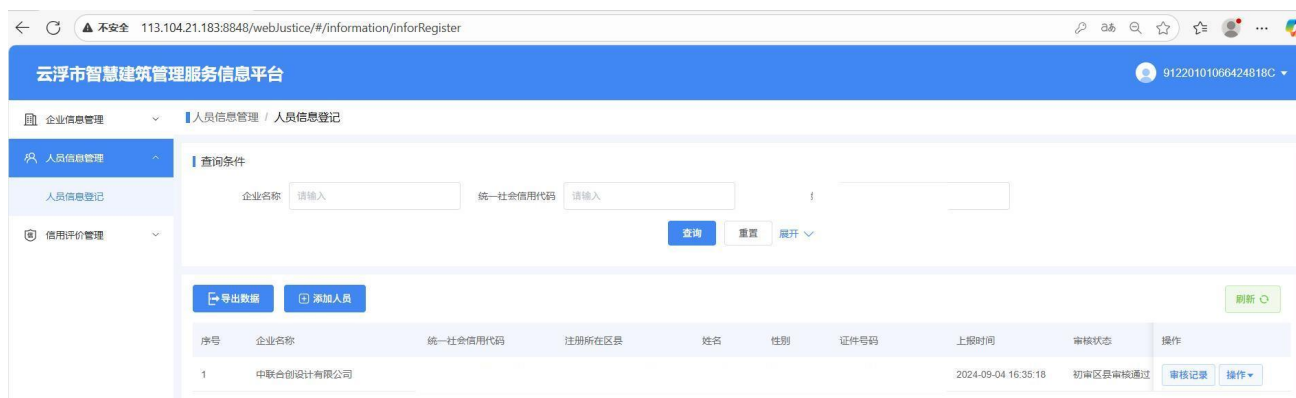 不安全 113.104.21.183:8848/webJustice/#/information/inforRegister
云浮市智慧建筑管理服务信息平台 91220101066424818C
企业信息管理 人员信息管理 / 人员信息登记
人员信息管理 查询条件
人员信息登记 企业名称 请输入 统一社会信用代码 请输入
信用评价管理 查询 重置 展开
导出数据 添加人员 刷新
序号 企业名称 统一社会信用代码 注册所在区县 姓名 性别 证件号码 上报时间 审核状态 操作
1 中联合创设计有限公司 2024-09-04 16:35:18 初审区县审核通过 审核记录 操作